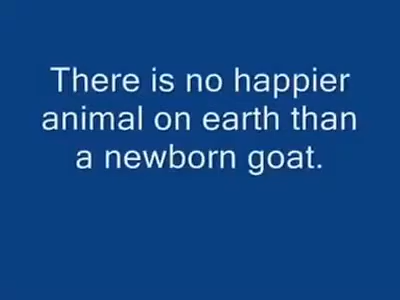 There is no happier
animal on earth than
a newborn goat.